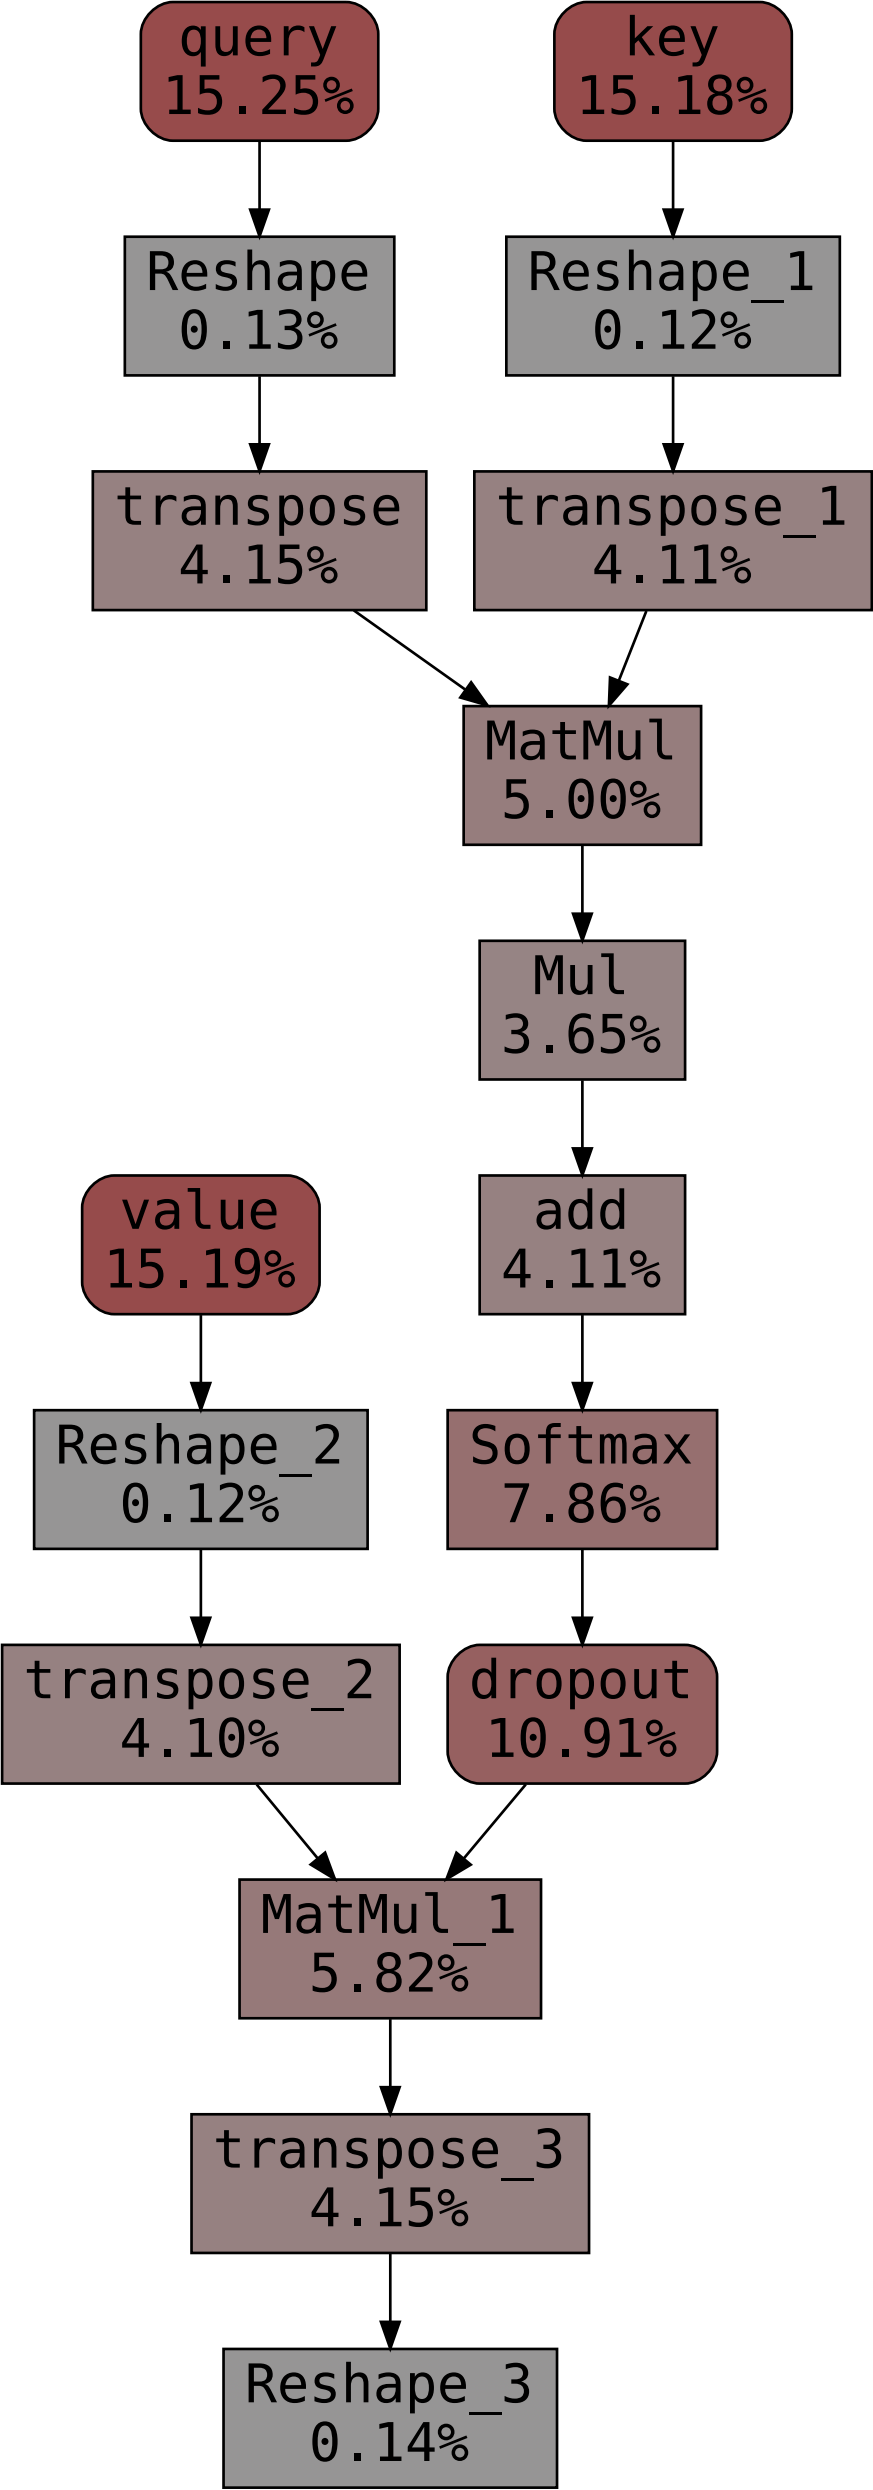 query
15.25%
key
15.18%
Reshape
0.13%
Reshape_1
0.12%
transpose
4.15%
transpose_1
4.11%
MatMul
5.00%
Mul
3.65%
add
4.11%
value
15.19%
Reshape_2
0.12%
Softmax
7.86%
transpose_2
4.10%
dropout
10.91%
MatMul_1
5.82%
transpose_3
4.15%
Reshape_3
0.14%